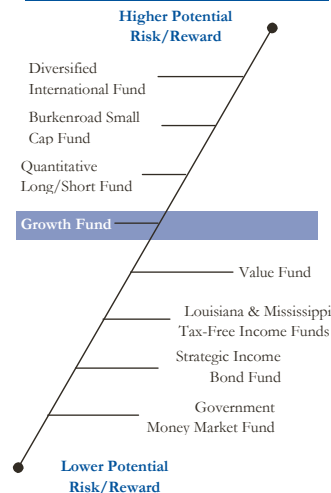 Higher Potential
Risk/Reward
Diversified
International Fund
Burkenroad Small
Cap Fund
Quantitative
Long/Short Fund
Growth Fund
Value Fund
Louisiana & Mississippi
Tax-Free Income Funds
Strategic Income
Bond Fund
Government
Money Market Fund
Lower Potential
Risk/Reward